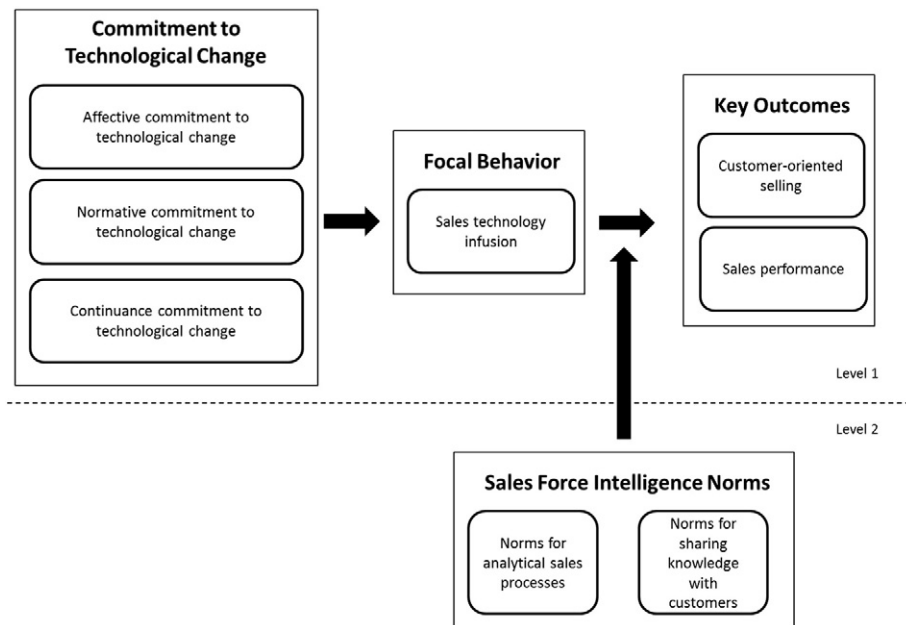 Commitment to
Technological Change
Affective commitment to
technological change
Normative commitment to
technological change
Continuance commitment to
technological change
Focal Behavior
Sales technology
infusion
Key Outcomes
Customer-oriented
selling
Sales performance
Level 1
Level 2
Sales Force Intelligence Norms
Norms for
analytical sales
processes
Norms for
sharing
knowledge
with
customers